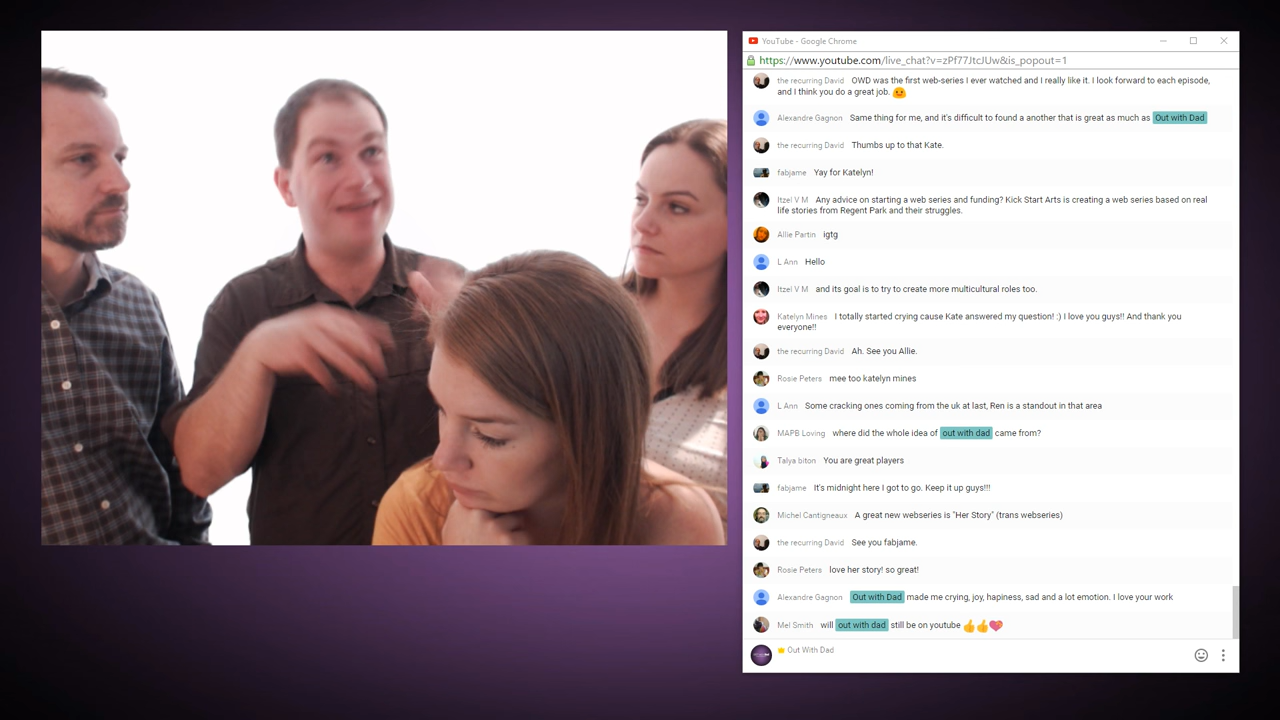 YouTube - Google Chrome
https://www.youtube.com/live_chat?v=zPf77JtcJUw&is_popout=1
the recurring David OWD was the first web-series I ever watched and I really like it. I look forward to each episode,
and I think you do a great job.
Alexandre Gagnon Same thing for me, and it's difficult to found a another that is great as much as Out with Dad
the recurring David Thumbs up to that Kate.
fabjame Yay for Katelyn!
Itzel V M Any advice on starting a web series and funding? Kick Start Arts is creating a web series based on real
life stories from Regent Park and their struggles.
Allie Partin igtg
L Ann Hello
Itzel V M and its goal is to try to create more multicultural roles too.
Katelyn Mines I totally started crying cause Kate answered my question! :) I love you guys!! And thank you
everyone!!
the recurring David Ah. See you Allie.
Rosie Peters mee too katelyn mines
L Ann Some cracking ones coming from the uk at last, Ren is a standout in that area
MAPB Loving where did the whole idea of out with dad came from?
Talya biton You are great players
fabjame It's midnight here I got to go. Keep it up guys!!!
Michel Cantigneaux A great new webseries is "Her Story" (trans webseries)
the recurring David See you fabjame.
Rosie Peters love her story! so great!
Alexandre Gagnon Out with Dad made me crying, joy, hapiness, sad and a lot emotion. I love your work
Mel Smith will out with dad still be on youtube
Out With Dad